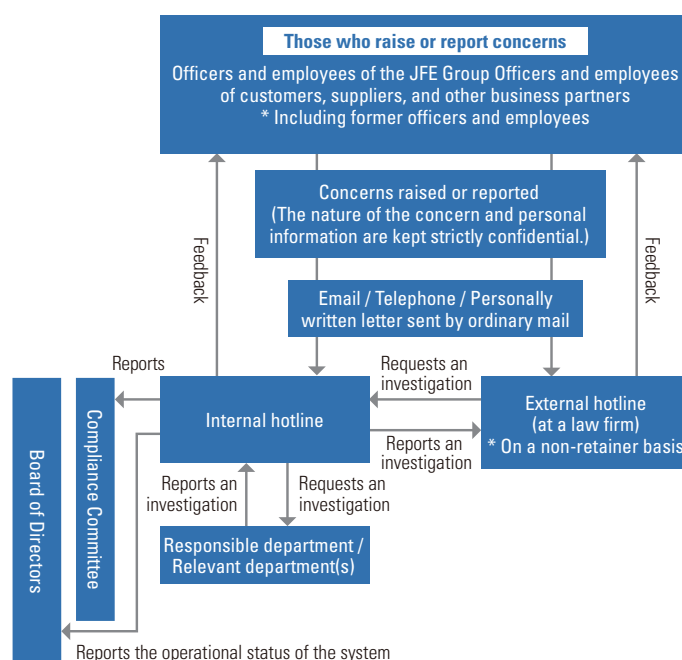 Those who raise or report concerns
Officers and employees of the JFE Group Officers and employees
of customers, suppliers, and other business partners
* Including former officers and employees
Concerns raised or reported
(The nature of the concern and personal
information are kept strictly confidential.)
Feedback
Feedback
Email / Telephone / Personally
written letter sent by ordinary mail
Reports
Requests an
investigation
Board of Directors
Compliance Committee
Internal hotline
External hotline
(at a law firm)
* On a non-retainer basis
Reports an
investigation
Reports an
investigation
Requests an
investigation
Responsible department /
Relevant department(s)
Reports the operational status of the system